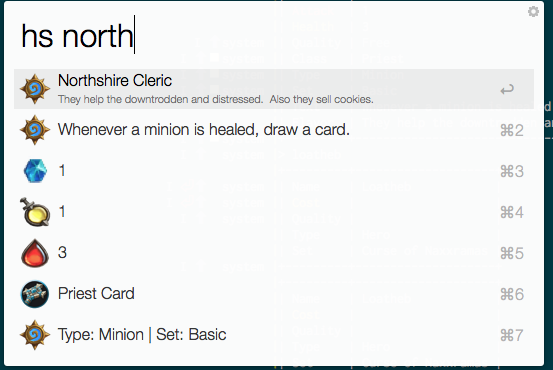 hs north
Northshire Cleric
They help the downtrodden and distressed.  Also they sell cookies.
Whenever a minion is healed, draw a card.
⌘2
1
⌘3
1
⌘4
3
⌘5
Priest Card
⌘6
Type: Minion | Set: Basic
⌘7